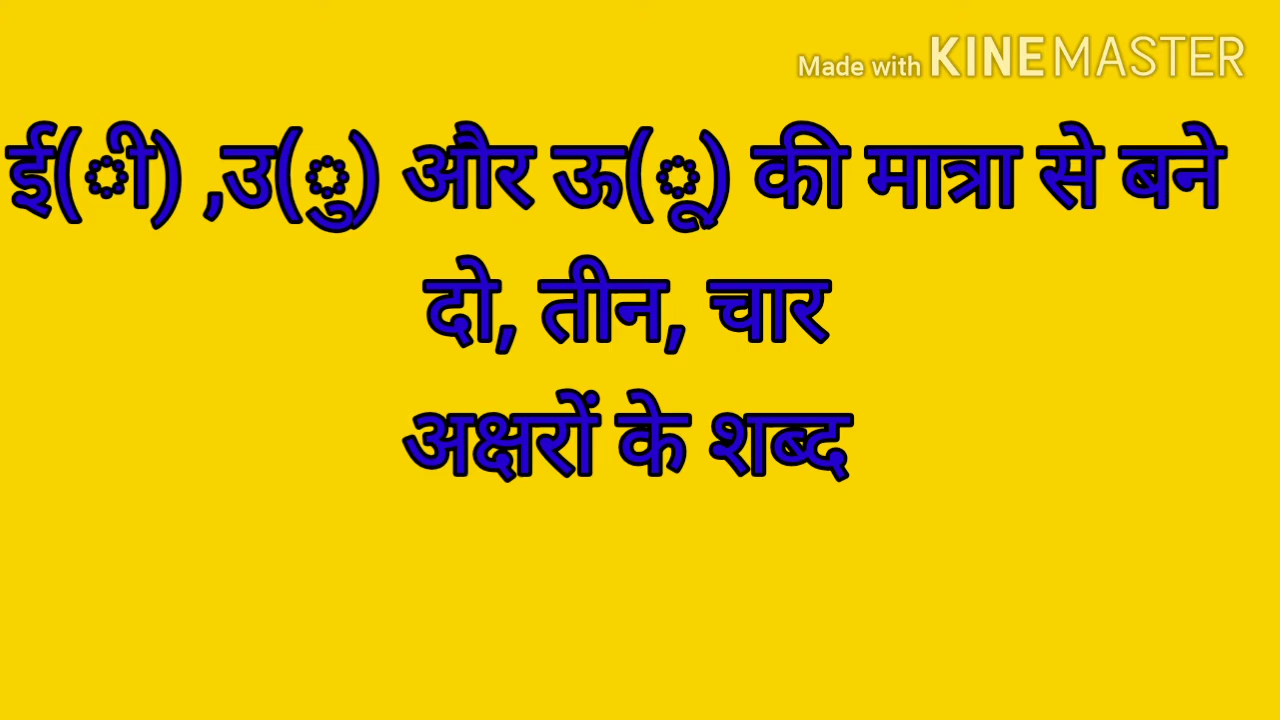 Made with KINEMASTER
ई(ी) ,उ(ु) और ऊ(ू) की मात्रा से बने
दो, तीन, चार
अक्षरों के शब्द